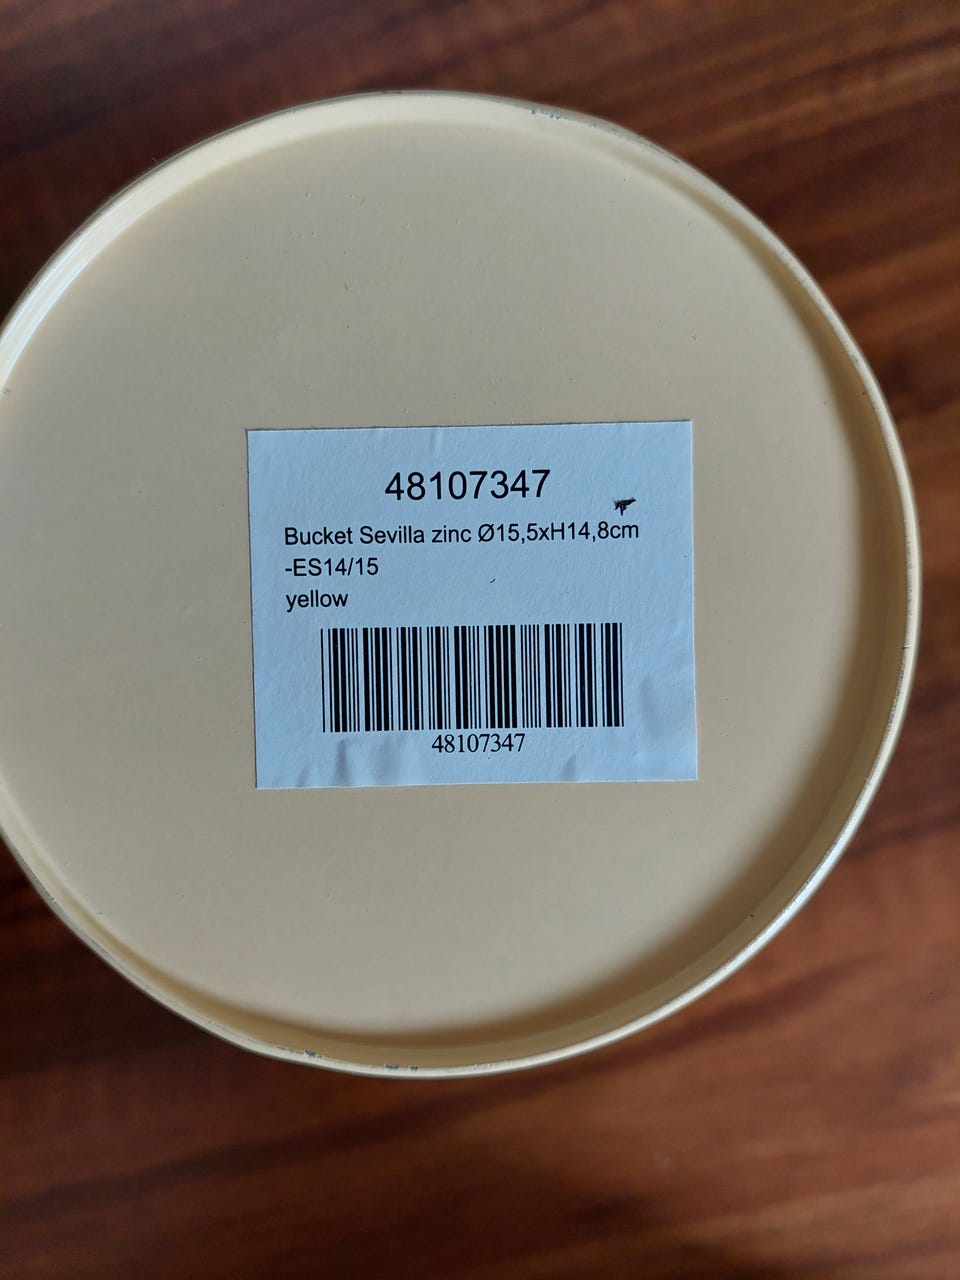 48107347
Bucket Sevilla zinc Ø15,5xH14,8cm
-ES14/15
yellow
48107347